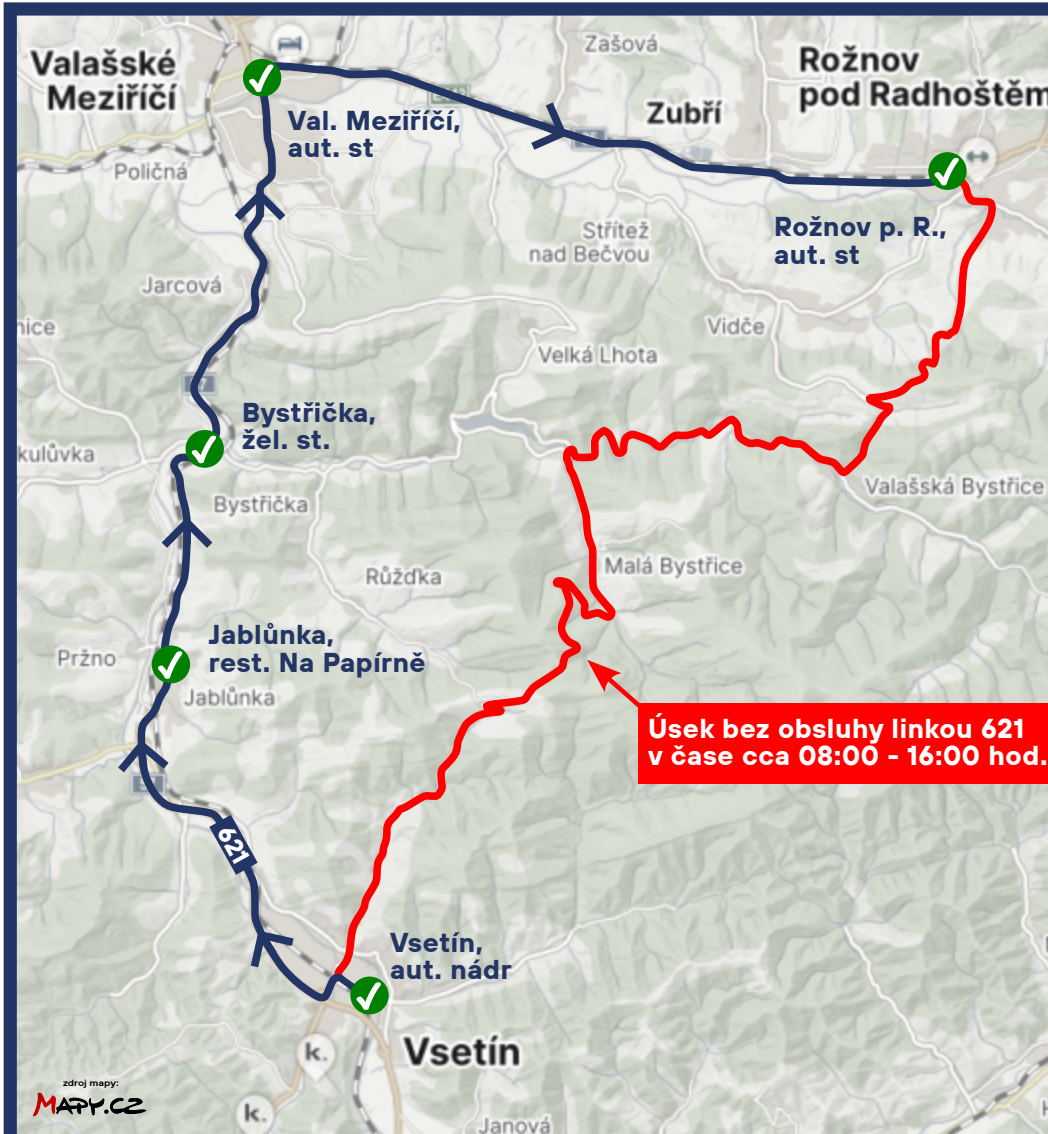 Valašské
Meziříčí
Zašová
Rožnov
pod Radhoštěm
Zubří
Val. Meziříčí,
aut. st
Poličná
Střítež
nad Bečvou
Rožnov p. R.,
aut. st
Jarcová
nice
Vidče
Velká Lhota
Bystřička,
žel. st.
kulůvka
Bystřička
Valašská Bystřice
Malá Bystřice
Růžďka
Jablůnka,
rest. Na Papírně
Pržno
Jablůnka
Úsek bez obsluhy linkou 621
v čase cca 08:00 - 16:00 hod.
621
Vsetín,
aut. nádr
Vsetín
k.
zdroj mapy:
MAPY.CZ
k.
Janová